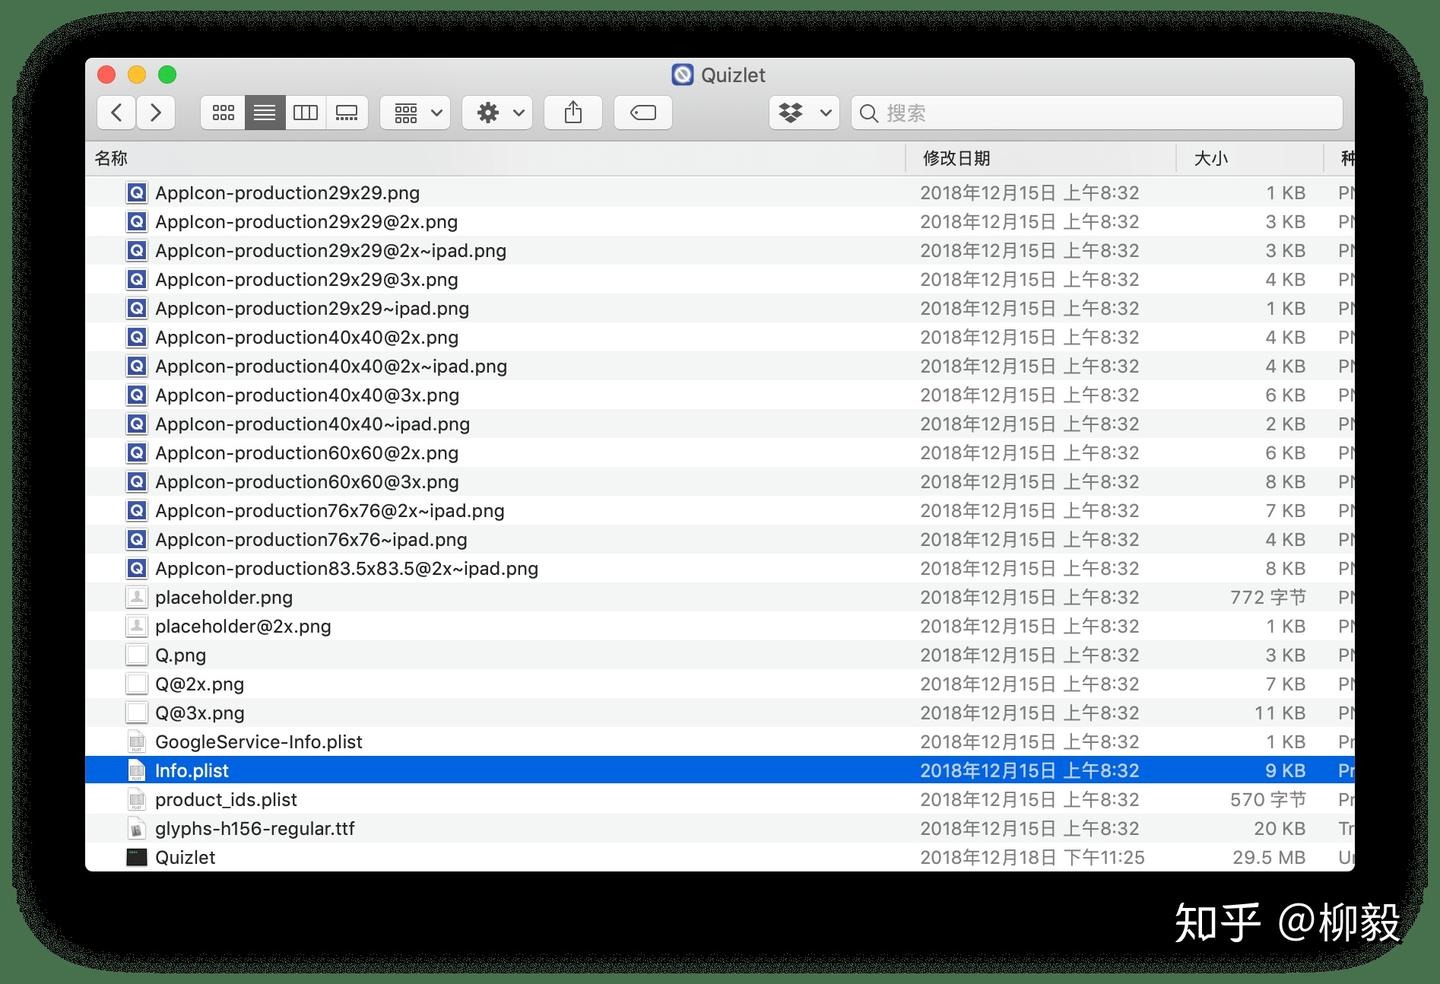 Quizlet
搜索
名称 修改日期 大小 种
AppIcon-production29x29.png 2018年12月15日 上午8:32 1 KB PN
AppIcon-production29x29@2x.png 2018年12月15日 上午8:32 3 KB PN
AppIcon-production29x29@2x~ipad.png 2018年12月15日 上午8:32 3 KB PN
AppIcon-production29x29@3x.png 2018年12月15日 上午8:32 4 KB PN
AppIcon-production29x29~ipad.png 2018年12月15日 上午8:32 1 KB PN
AppIcon-production40x40@2x.png 2018年12月15日 上午8:32 4 KB PN
AppIcon-production40x40@2x~ipad.png 2018年12月15日 上午8:32 4 KB PN
AppIcon-production40x40@3x.png 2018年12月15日 上午8:32 6 KB PN
AppIcon-production40x40~ipad.png 2018年12月15日 上午8:32 2 KB PN
AppIcon-production60x60@2x.png 2018年12月15日 上午8:32 6 KB PN
AppIcon-production60x60@3x.png 2018年12月15日 上午8:32 8 KB PN
AppIcon-production76x76@2x~ipad.png 2018年12月15日 上午8:32 7 KB PN
AppIcon-production76x76~ipad.png 2018年12月15日 上午8:32 4 KB PN
AppIcon-production83.5x83.5@2x~ipad.png 2018年12月15日 上午8:32 8 KB PN
placeholder.png 2018年12月15日 上午8:32 772 字节 PN
placeholder@2x.png 2018年12月15日 上午8:32 1 KB PN
Q.png 2018年12月15日 上午8:32 3 KB PN
Q@2x.png 2018年12月15日 上午8:32 7 KB PN
Q@3x.png 2018年12月15日 上午8:32 11 KB PN
GoogleService-Info.plist 2018年12月15日 上午8:32 1 KB Pr
Info.plist 2018年12月15日 上午8:32 9 KB Pr
product_ids.plist 2018年12月15日 上午8:32 570 字节 Pr
glyphs-h156-regular.ttf 2018年12月15日 上午8:32 20 KB Tr
Quizlet 2018年12月18日 下午11:25 29.5 MB Ur
知乎 @柳毅